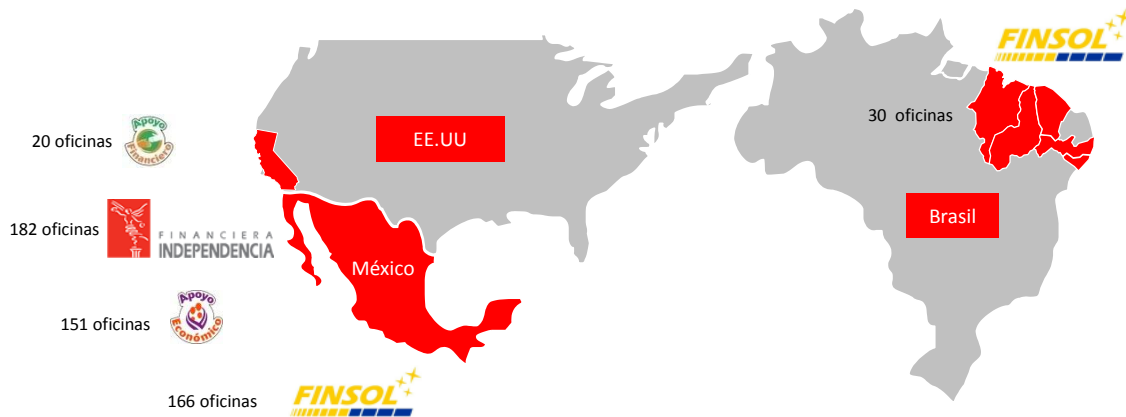 FINSOL
20 oficinas
Apoyo
Financiero
EE.UU
30 oficinas
182 oficinas
FINANCIERA
INDEPENDENCIA
Brasil
México
151 oficinas
Apoyo
Económico
166 oficinas
FINSOL